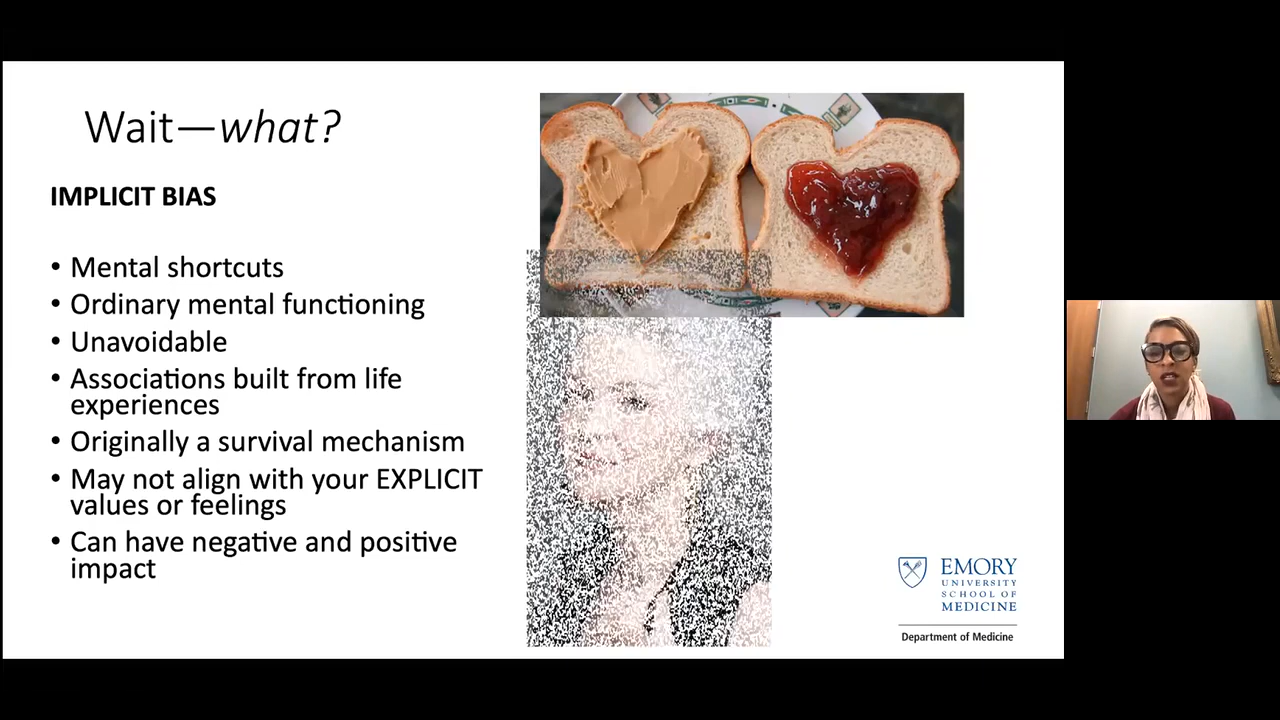 Wait—what?
IMPLICIT BIAS
• Mental shortcuts
• Ordinary mental functioning
• Unavoidable
• Associations built from life
experiences
• Originally a survival mechanism
• May not align with your EXPLICIT
values or feelings
• Can have negative and positive
impact
EMORY
UNIVERSITY
SCHOOL OF
MEDICINE
Department of Medicine